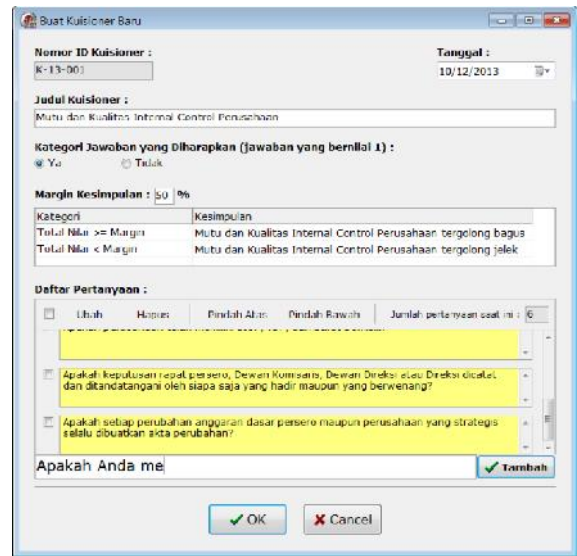 Buat Kuisioner Baru
Nomor ID Kuisioner :
Tanggal :
K-13-001
10/12/2013
Judul Kuisioner :
Mutu dan Kualitas Internal Control Perusahaan
Kategori Jawaban yang Diharapkan (jawaban yang bernilai 1) :
Ya Tidak
Margin Kesimpulan : 50 %
Kategori Kesimpulan
Total Nilai >= Margin Mutu dan Kualitas Internal Control Perusahaan tergolong bagus
Total Nilai < Margin Mutu dan Kualitas Internal Control Perusahaan tergolong jelek
Daftar Pertanyaan :
Ubah Hapus Pindah Atas Pindah Bawah Jumlah pertanyaan saat ini : 6
Apakah keputusan rapat persero, Dewan Komisaris, Dewan Direksi atau Direksi dicatat
dan ditandatangani oleh siapa saja yang hadir maupun yang berwenang?
Apakah setiap perubahan anggaran dasar persero maupun perusahaan yang strategis
selalu dibuatkan akta perubahan?
Apakah Anda me
Tambah
OK Cancel